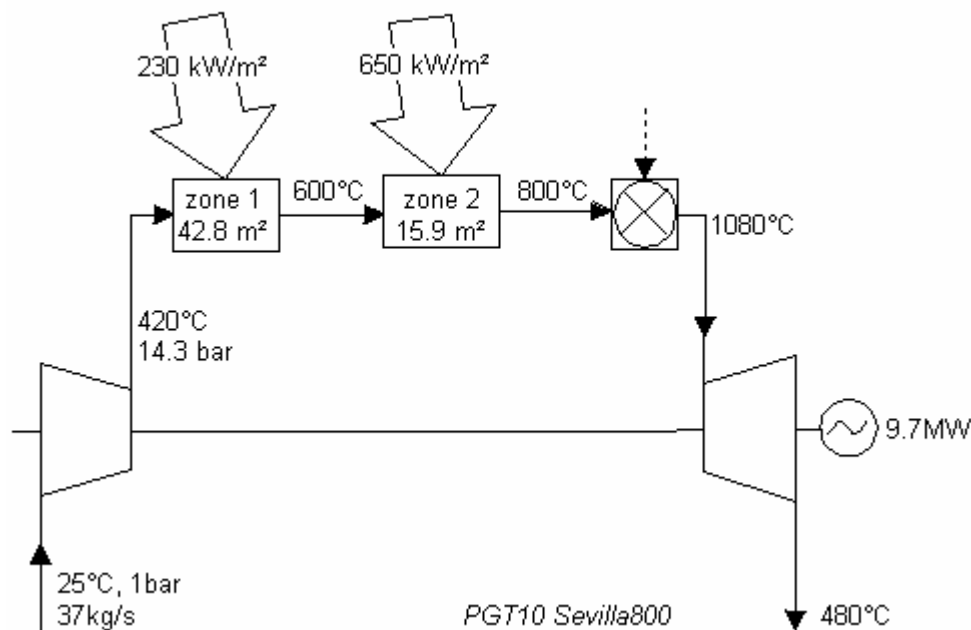 230 kW/m²
650 kW/m²
zone 1
42.8 m²
600°C
zone 2
15.9 m²
800°C
1080°C
420°C
14.3 bar
9.7MW
25°C, 1bar
37kg/s
PGT10 Sevilla800
480°C